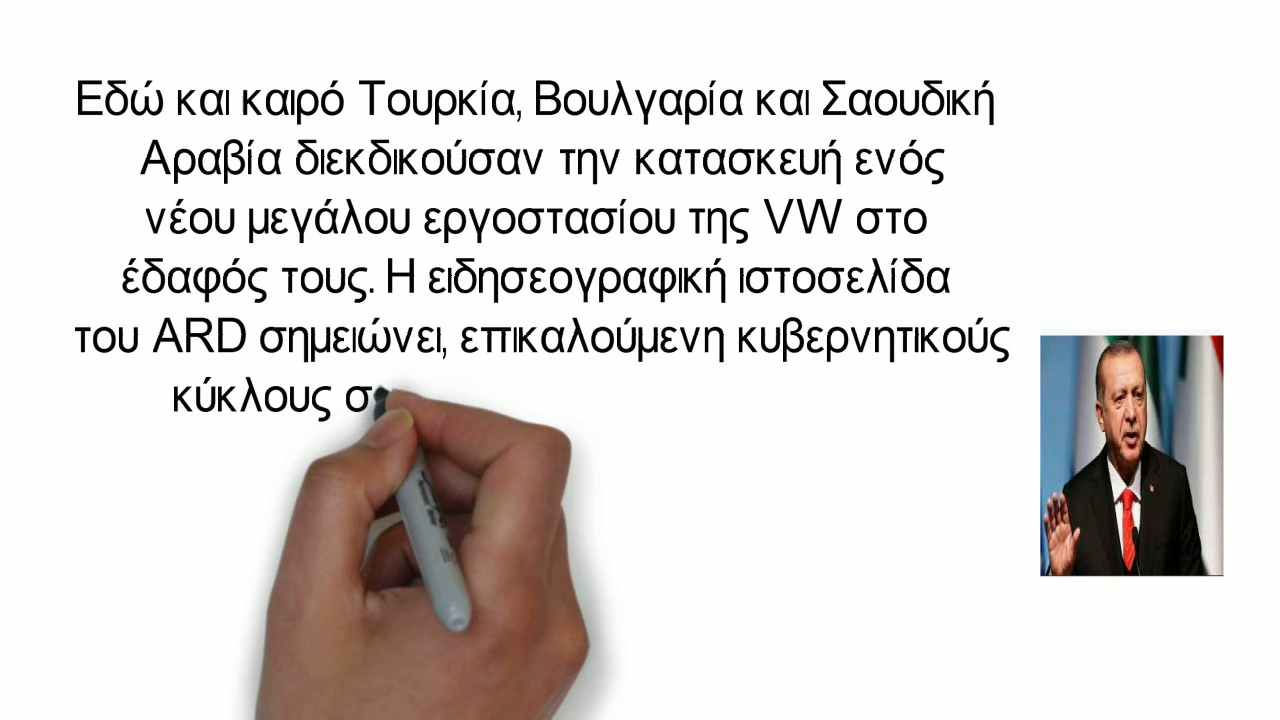 Εδώ και καιρό Τουρκία, Βουλγαρία και Σαουδική
Αραβία διεκδικούσαν την κατασκευή ενός
νέου μεγάλου εργοστασίου της VW στο
έδαφός τους. Η ειδησεογραφική ιστοσελίδα
του ARD σημειώνει, επικαλούμενη κυβερνητικούς
κύκλους